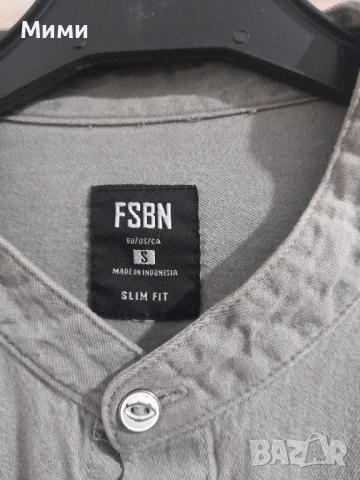 Мими
FSBN
EU/US/CA
S
MADE IN INDONESIA
SLIM FIT
BAZAR